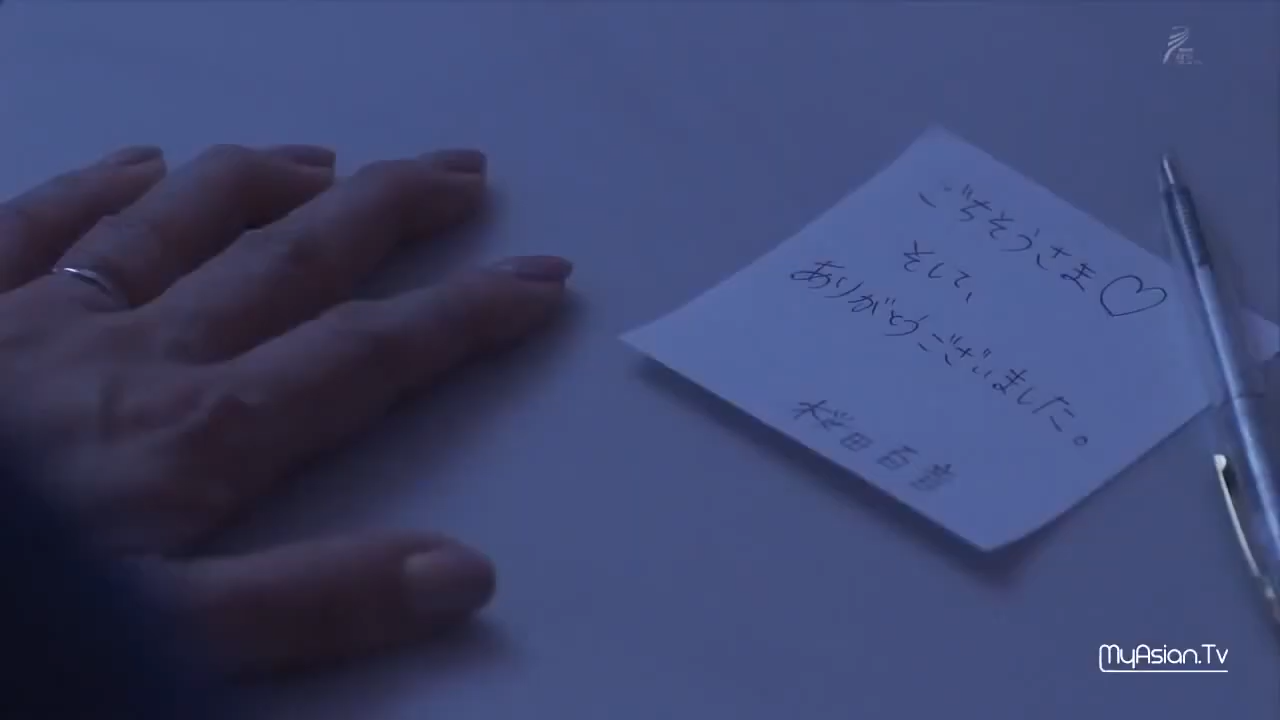 ごちそうさま♡
そして、
ありがとうございました。
桜田百音
MyAsian.Tv